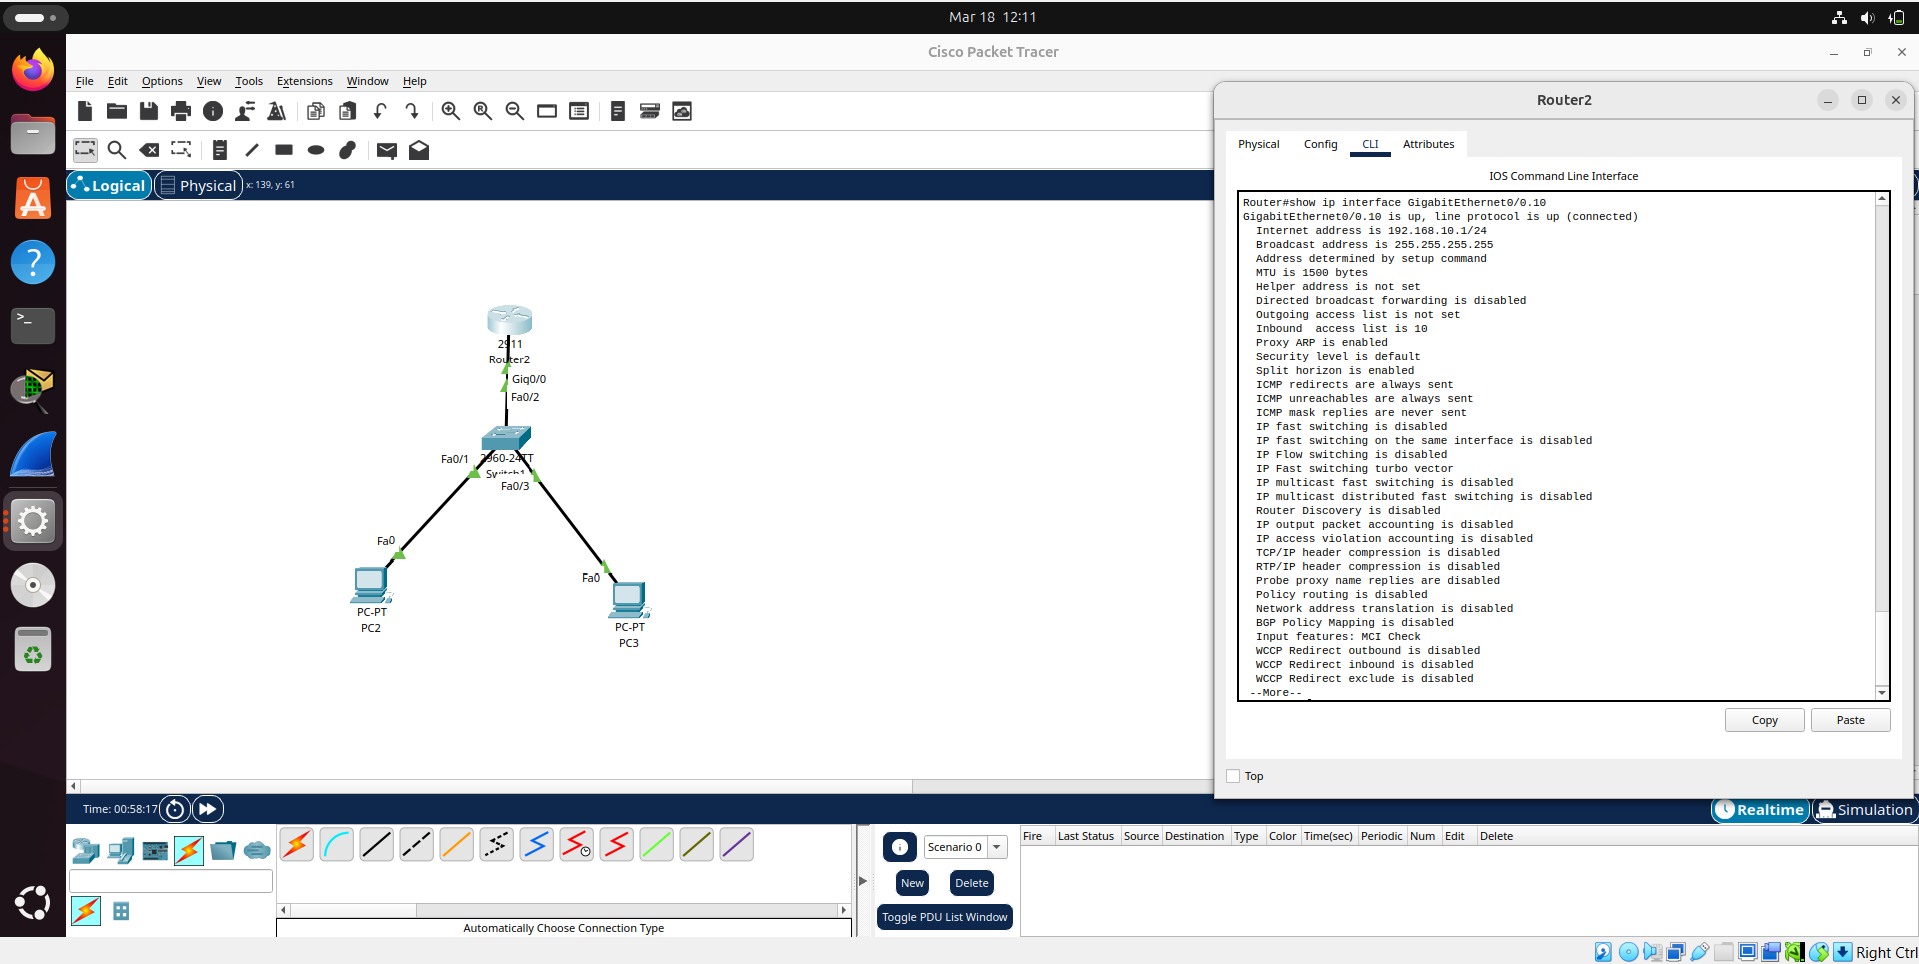 Mar 18 12:11
Cisco Packet Tracer
File Edit Options View Tools Extensions Window Help
Logical Physical x: 139, y: 61
2911
Router2
Gig0/0
Fa0/2
Fa0/1
2960-24TT
Switch1
Fa0/3
Fa0
Fa0
PC-PT
PC2
PC-PT
PC3
Router2
Physical Config CLI Attributes
IOS Command Line Interface
Router#show ip interface GigabitEthernet0/0.10
GigabitEthernet0/0.10 is up, line protocol is up (connected)
Internet address is 192.168.10.1/24
Broadcast address is 255.255.255.255
Address determined by setup command
MTU is 1500 bytes
Helper address is not set
Directed broadcast forwarding is disabled
Outgoing access list is not set
Inbound  access list is 10
Proxy ARP is enabled
Security level is default
Split horizon is enabled
ICMP redirects are always sent
ICMP unreachables are always sent
ICMP mask replies are never sent
IP fast switching is disabled
IP fast switching on the same interface is disabled
IP Flow switching is disabled
IP Fast switching turbo vector
IP multicast fast switching is disabled
IP multicast distributed fast switching is disabled
Router Discovery is disabled
IP output packet accounting is disabled
IP access violation accounting is disabled
TCP/IP header compression is disabled
RTP/IP header compression is disabled
Probe proxy name replies are disabled
Policy routing is disabled
Network address translation is disabled
BGP Policy Mapping is disabled
Input features: MCI Check
WCCP Redirect outbound is disabled
WCCP Redirect inbound is disabled
WCCP Redirect exclude is disabled
--More--
Copy Paste
Top
Time: 00:58:17
Realtime Simulation
Scenario 0
New Delete
Toggle PDU List Window
Fire Last Status Source Destination Type Color Time(sec) Periodic Num Edit Delete
Automatically Choose Connection Type
Right Ctrl